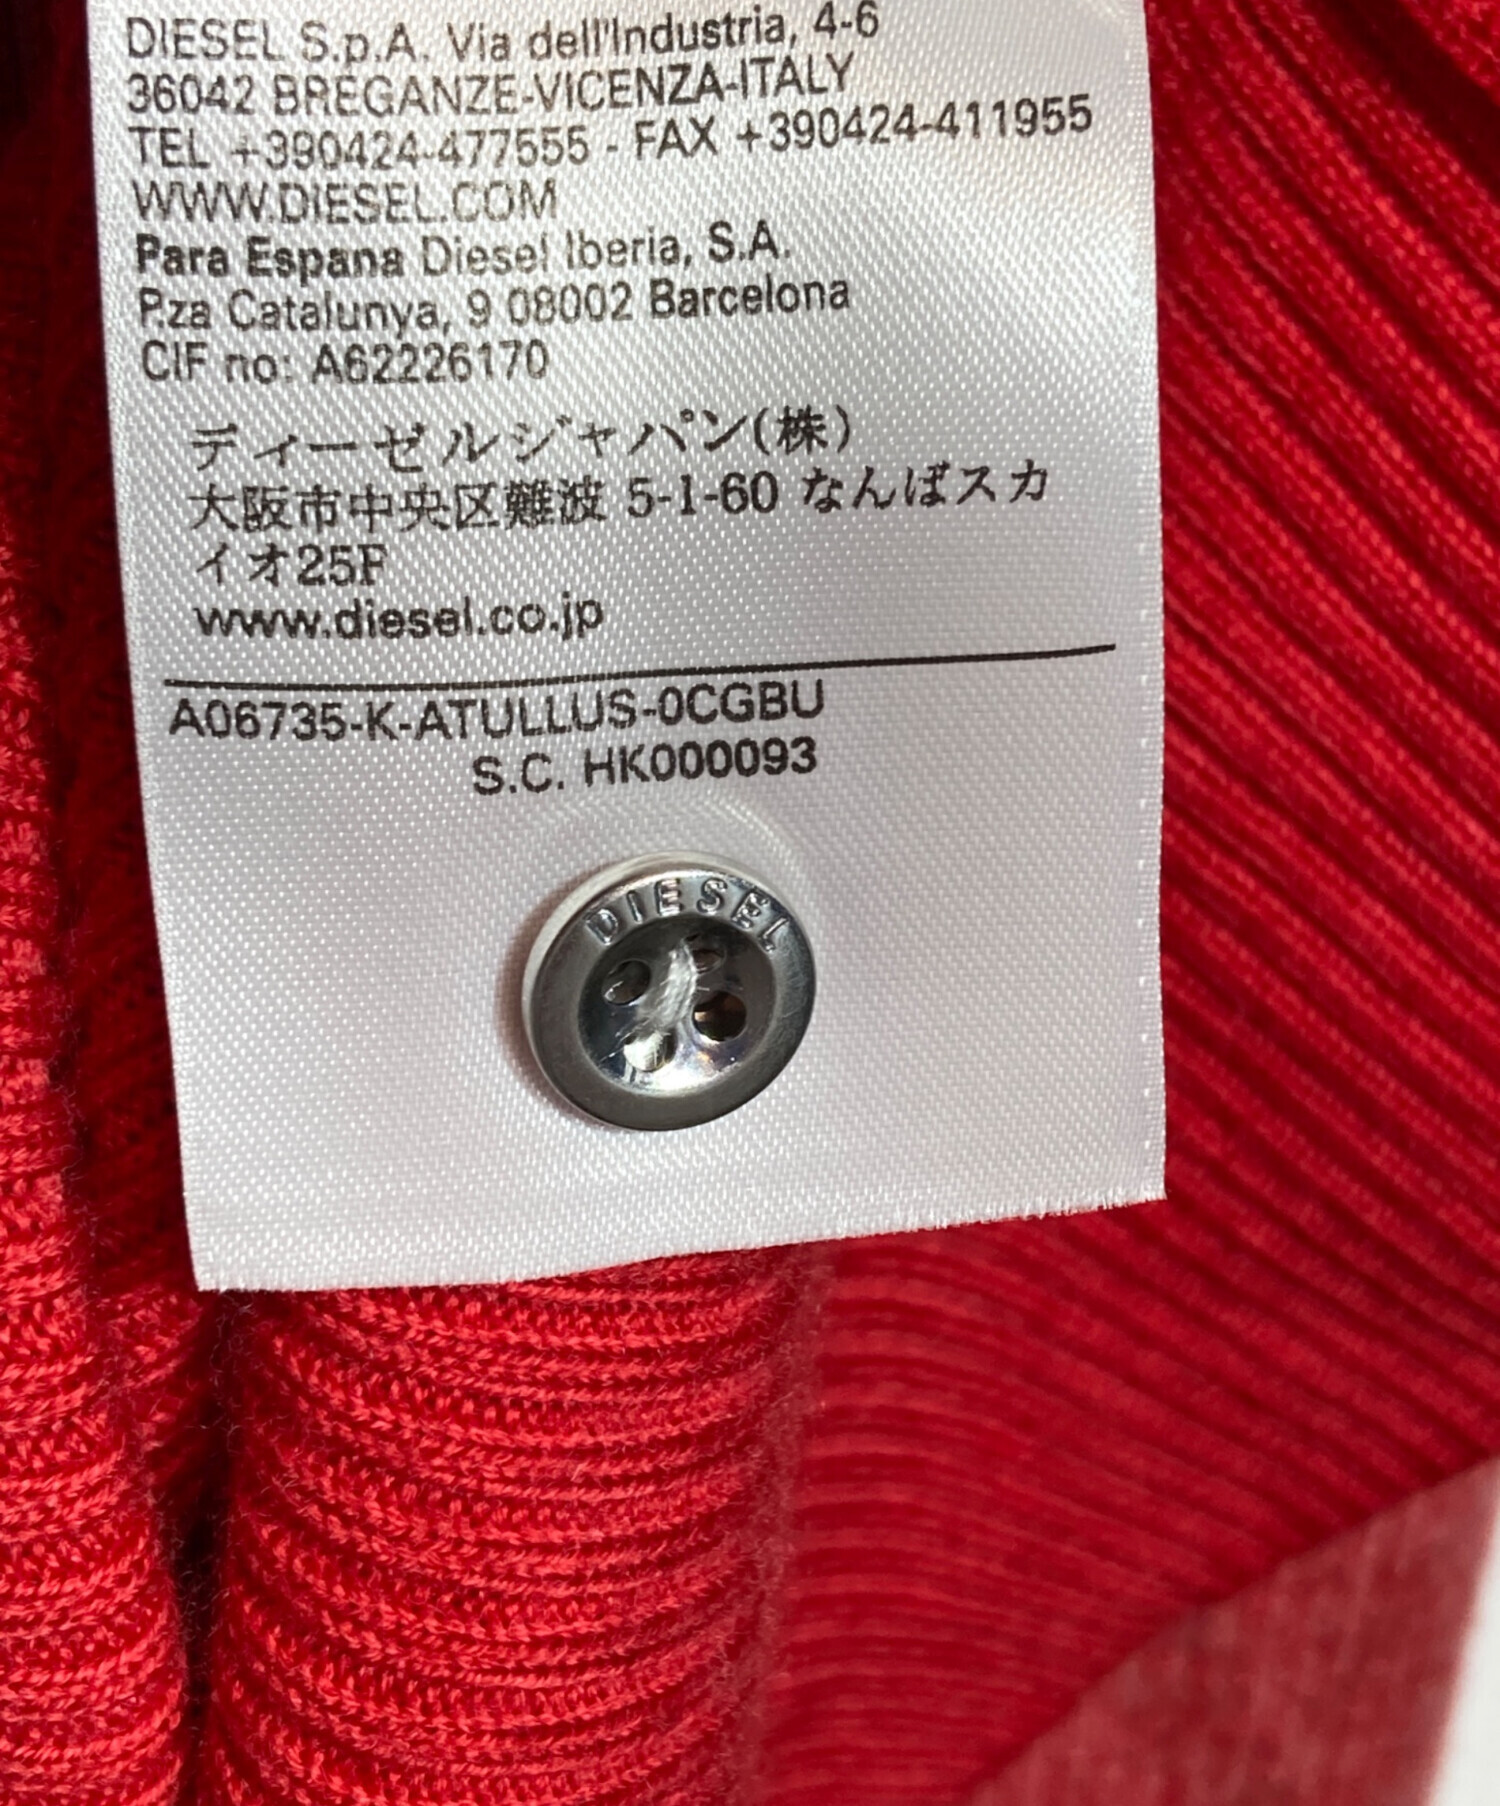 DIESEL S.p.A. Via dell'Industria, 4-6
36042 BREGANZE-VICENZA-ITALY
TEL +390424-477555 - FAX +390424-411955
WWW.DIESEL.COM
Para Espana Diesel Iberia, S.A.
P.za Catalunya, 9 08002 Barcelona
CIF no: A62226170
ディーゼルジャパン(株)
大阪市中央区難波 5-1-60 なんばスカ
イオ25F
www.diesel.co.jp
A06735-K-ATULLUS-0CGBU
S.C. HK000093
DIESEL